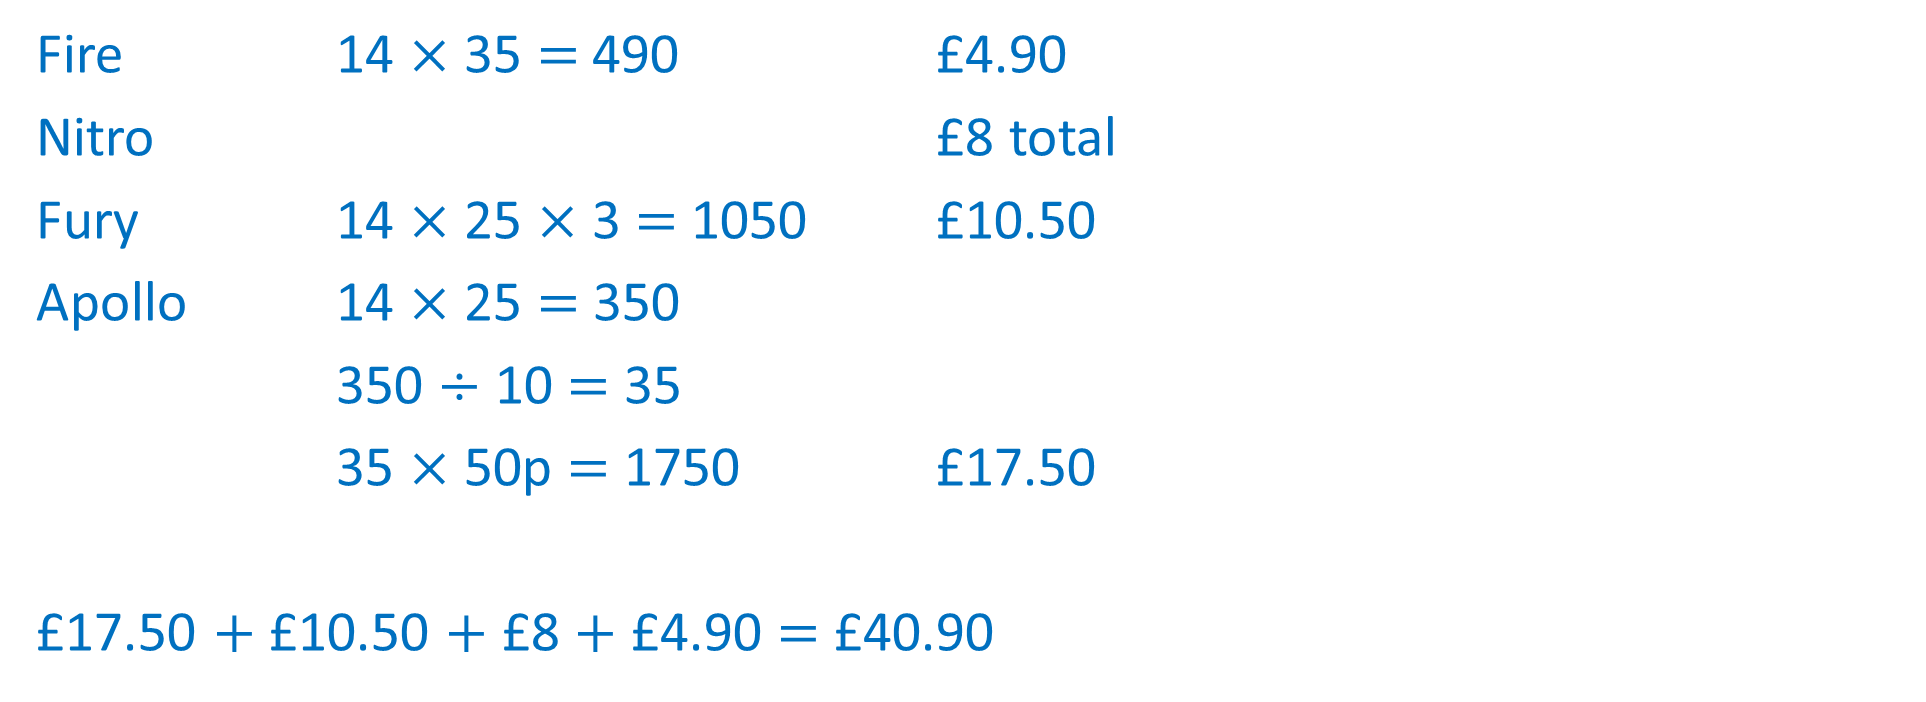 Fire 14 × 35 = 490 £4.90
Nitro £8 total
Fury 14 × 25 × 3 = 1050 £10.50
Apollo 14 × 25 = 350
350 ÷ 10 = 35
35 × 50p = 1750 £17.50
£17.50 + £10.50 + £8 + £4.90 = £40.90